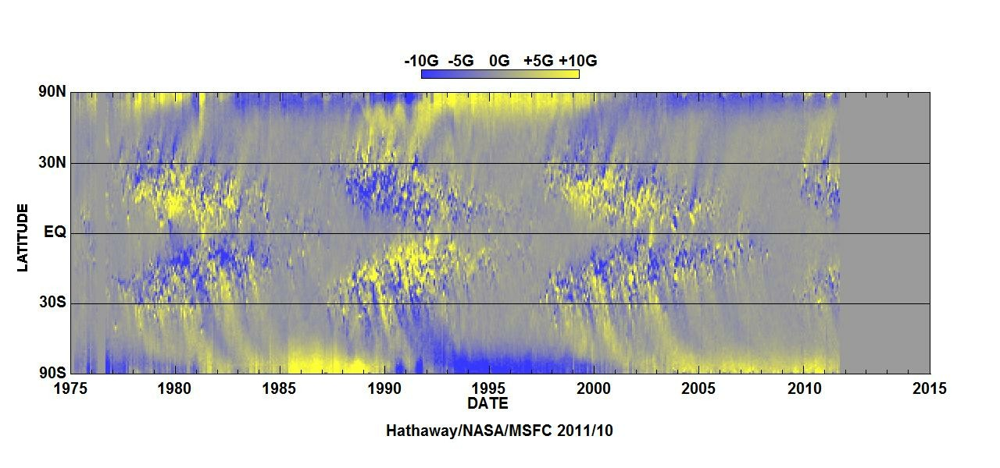 -10G -5G 0G +5G +10G
90N
30N
EQ
30S
90S
LATITUDE
1975 1980 1985 1990 1995 2000 2005 2010 2015
DATE
Hathaway/NASA/MSFC 2011/10